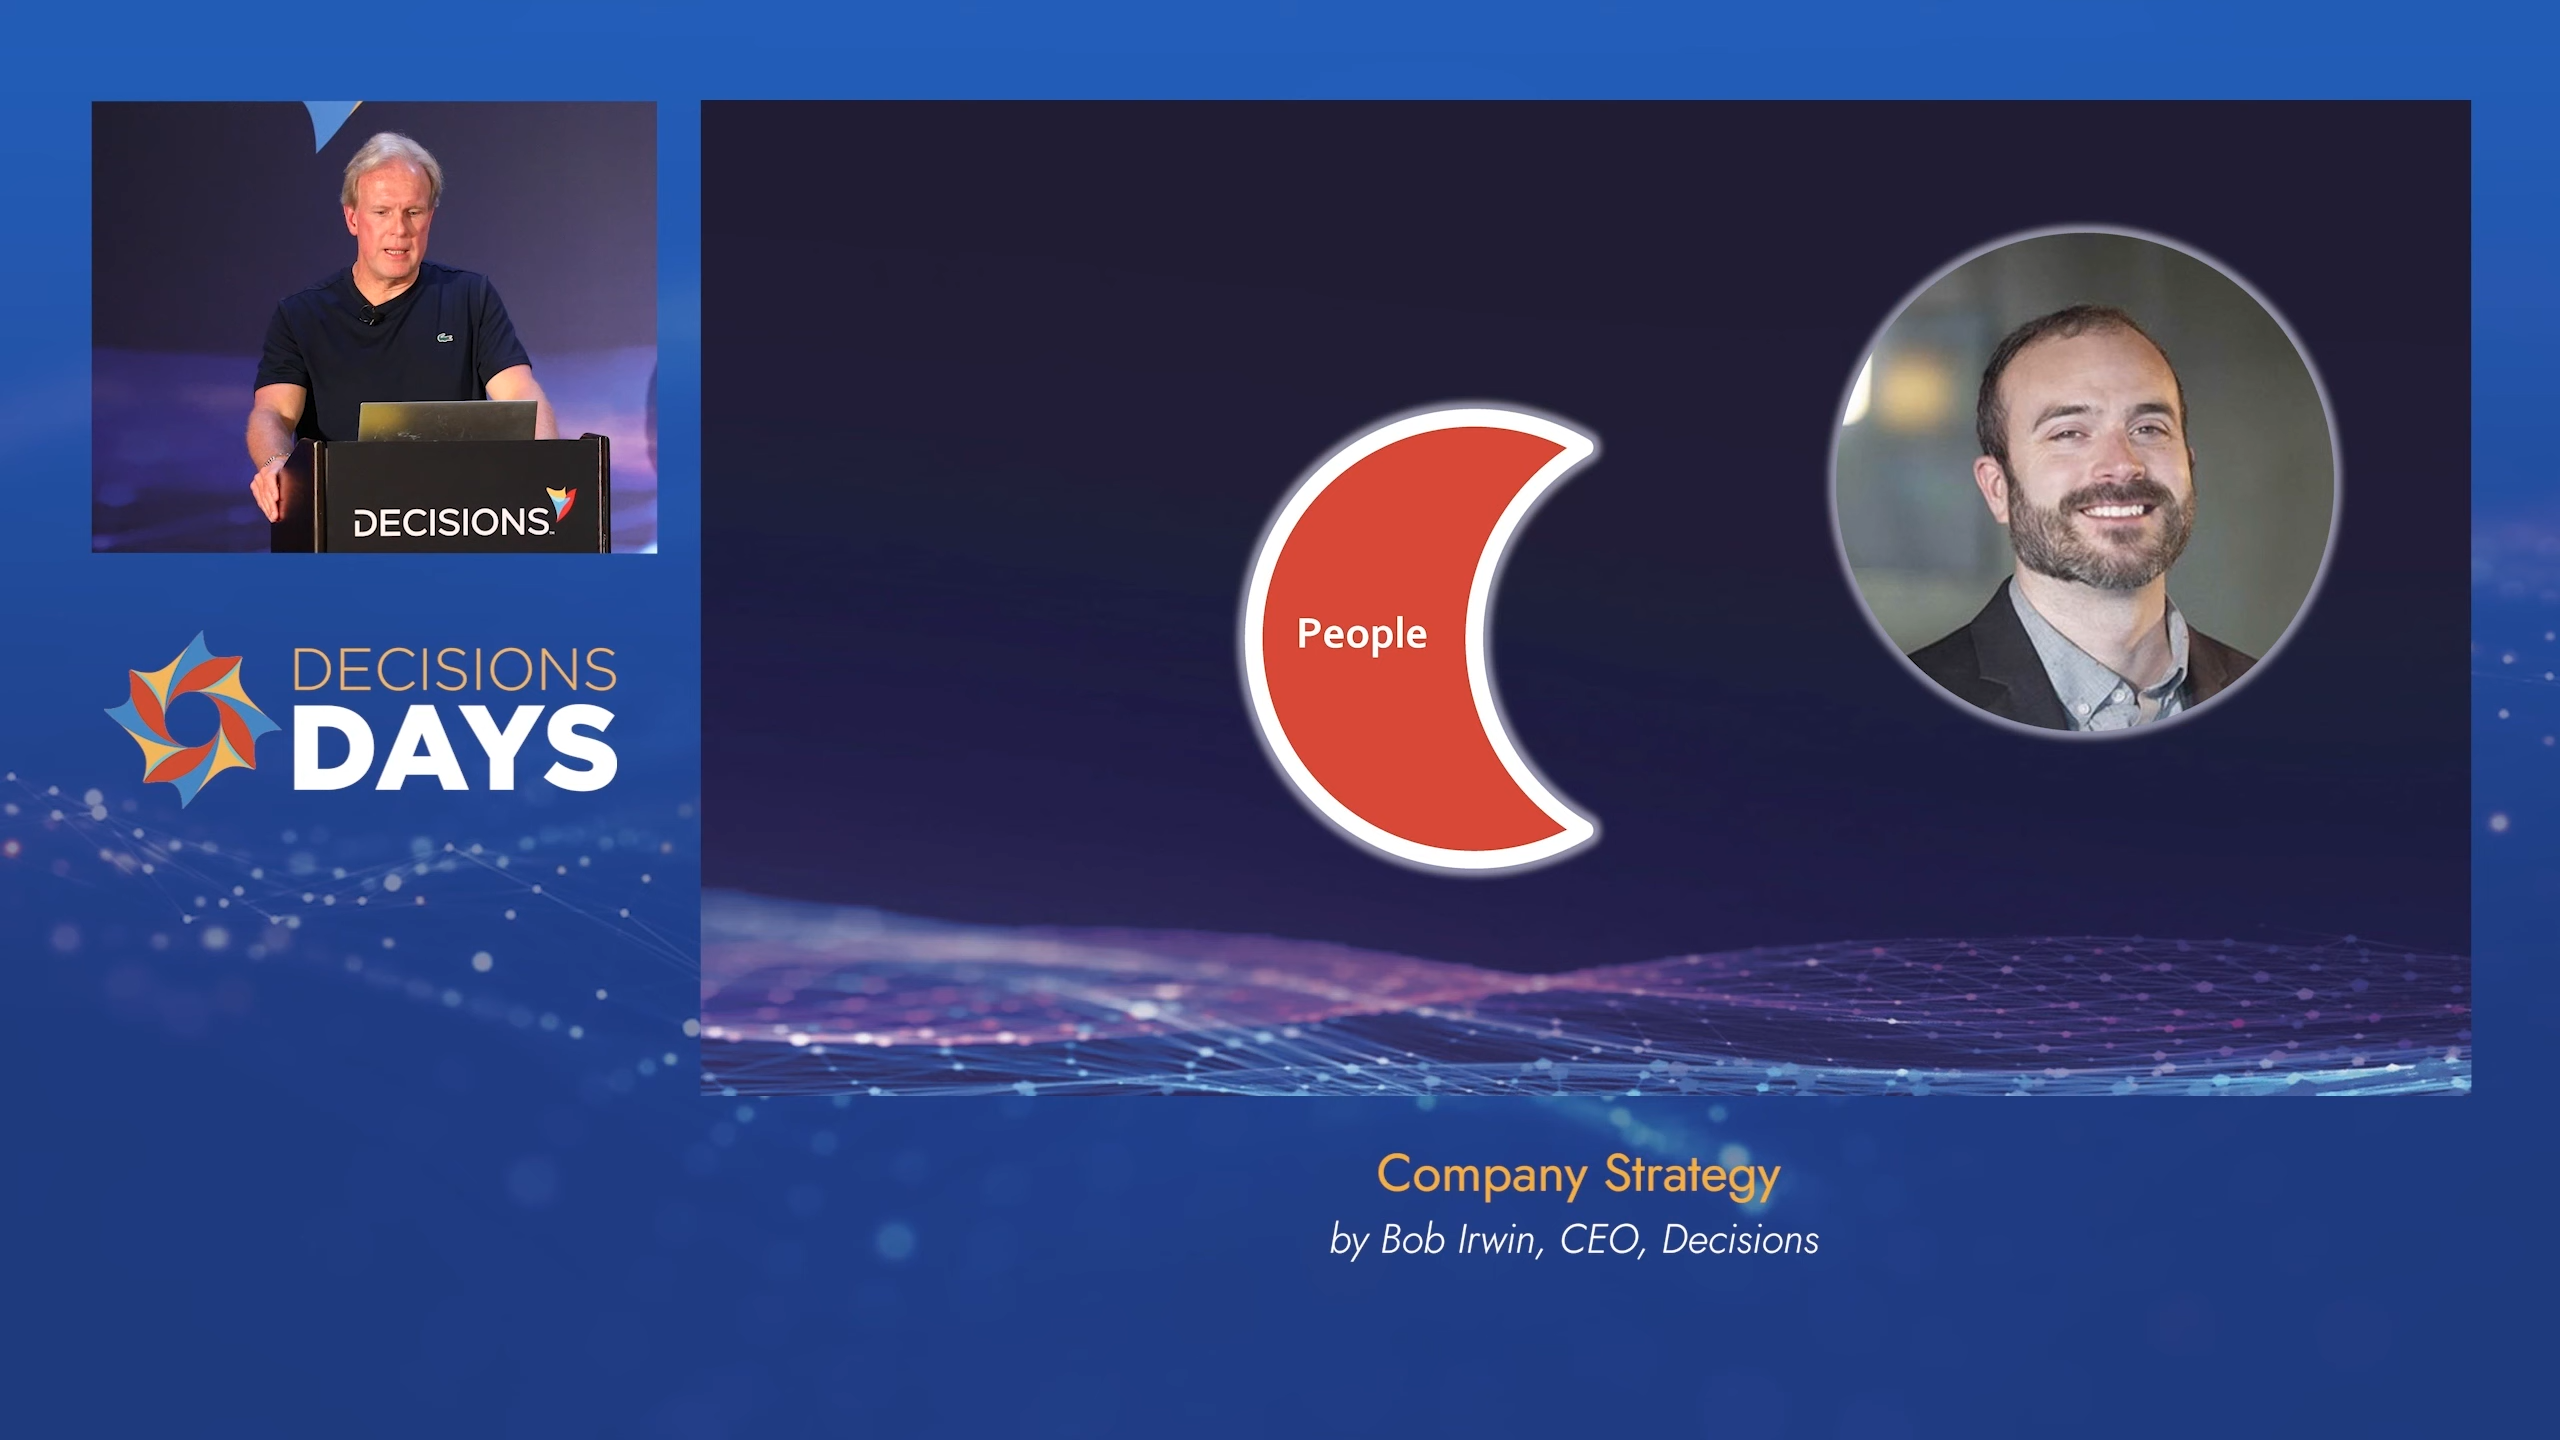 DECISIONS
DECISIONS
DAYS
People
Company Strategy
by Bob Irwin, CEO, Decisions